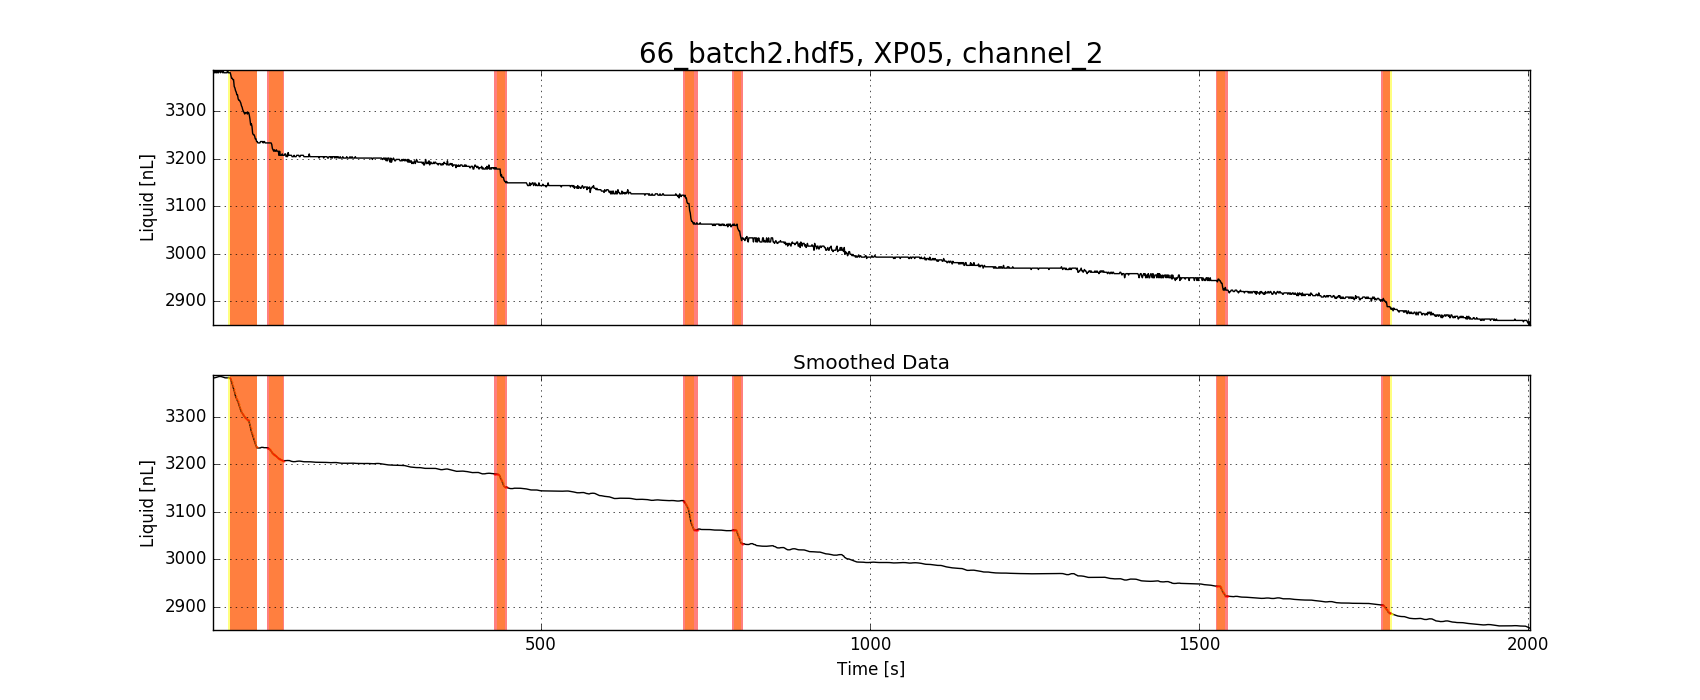 66_batch2.hdf5, XP05, channel_2
Liquid [nL]
3300
3200
3100
3000
2900
Smoothed Data
Liquid [nL]
3300
3200
3100
3000
2900
500 1000 1500 2000
Time [s]